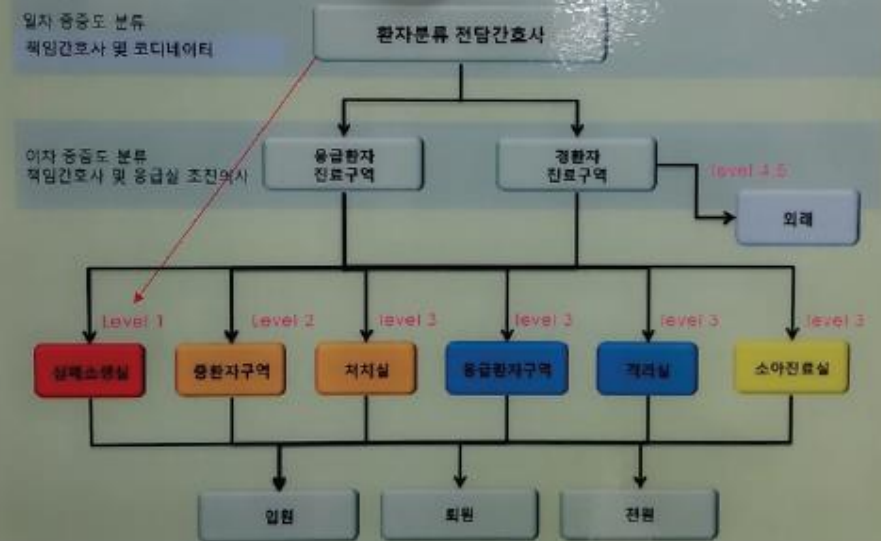 일차 중증도 분류
책임간호사 및 코디네이터
환자분류 전담간호사
이차 중증도 분류
책임간호사 및 응급실 초진의사
응급환자
진료구역
경환자
진료구역
level 4,5
외래
Level 1
Level 2
level 3
level 3
level 3
level 3
심폐소생실
중환자구역
처치실
응급환자구역
격리실
소아진료실
입원
퇴원
전원